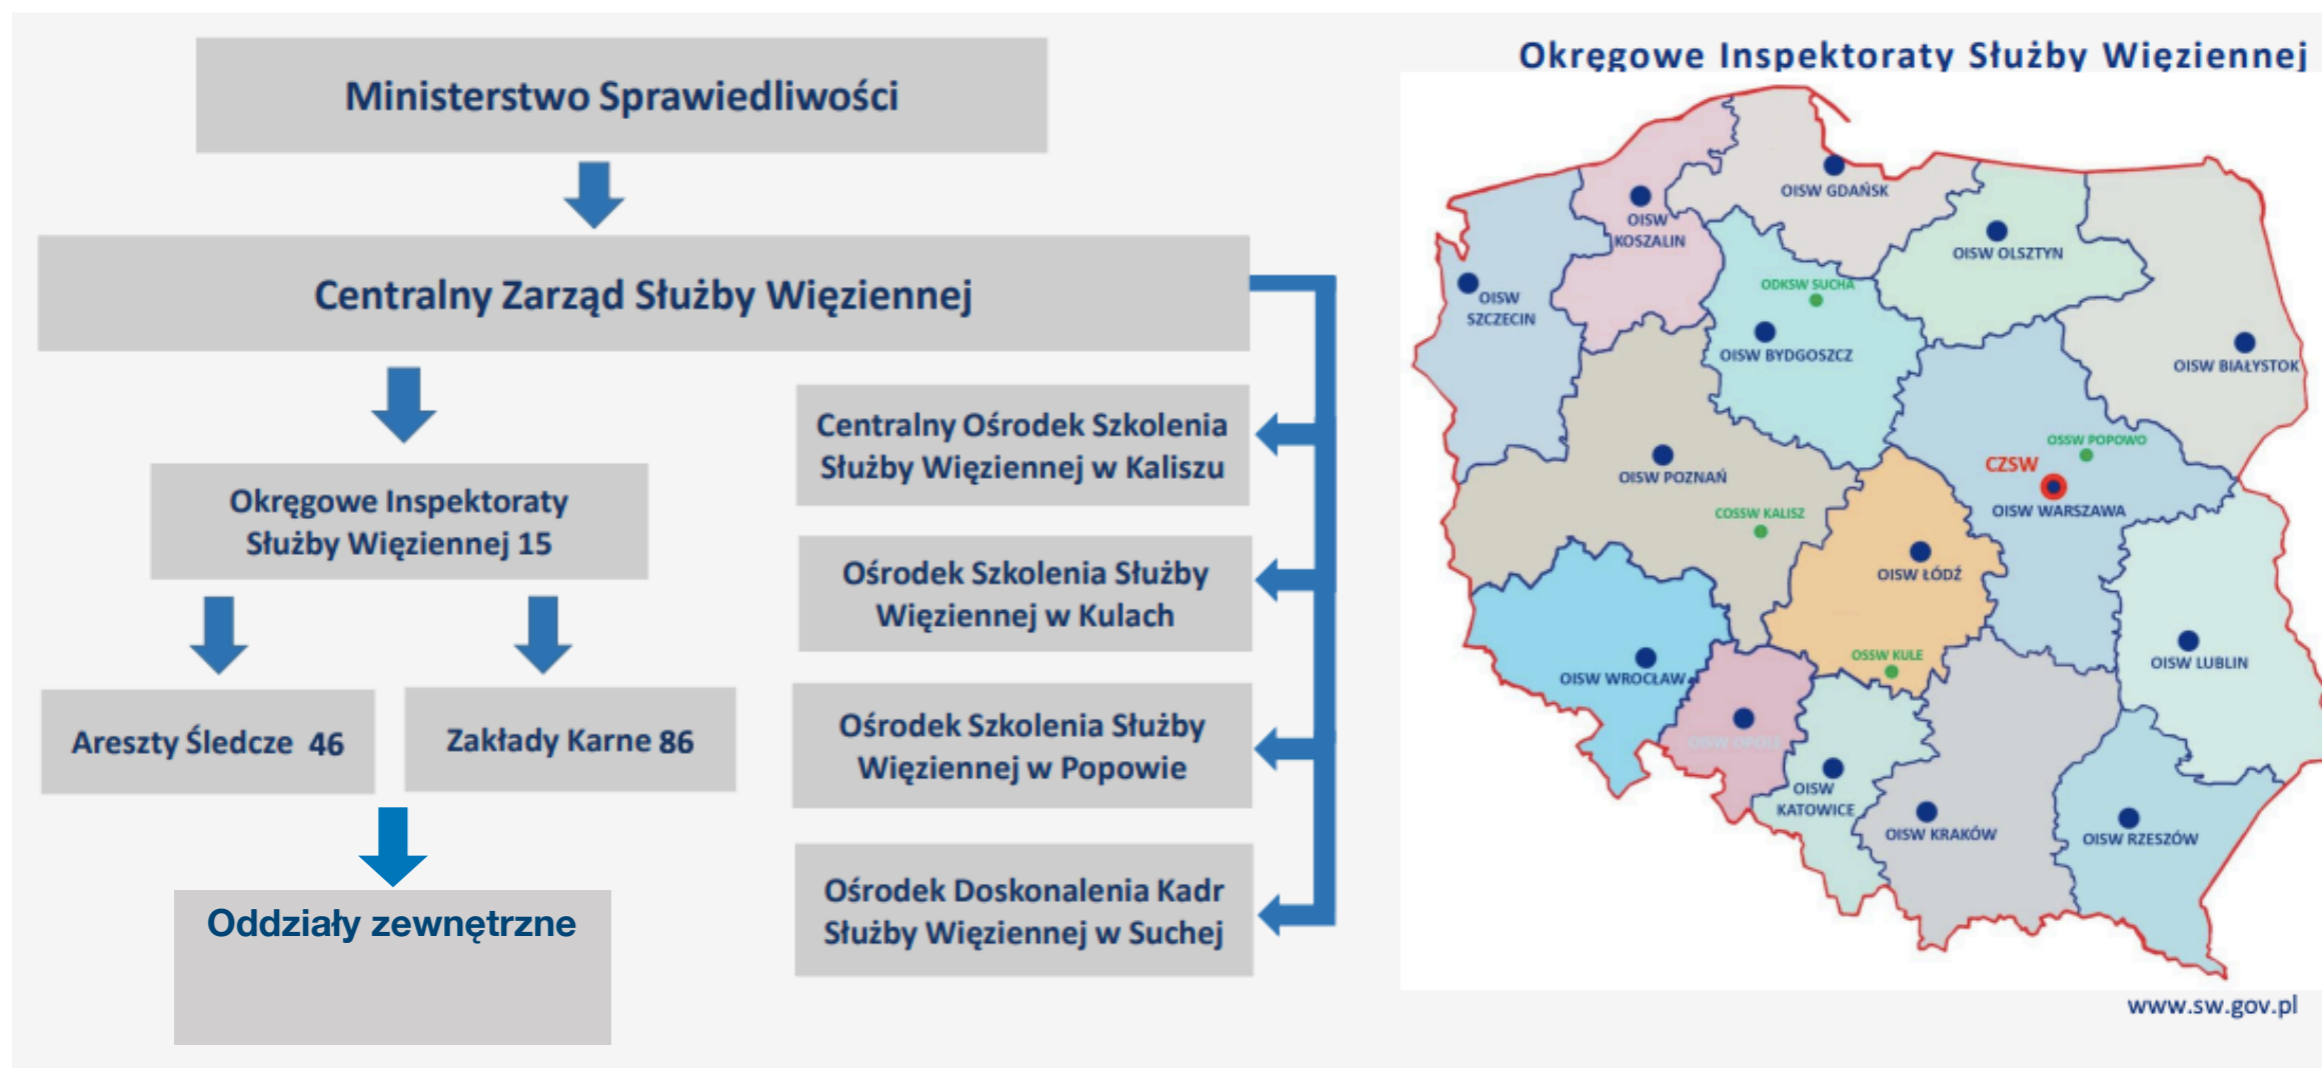 Ministerstwo Sprawiedliwości
Centralny Zarząd Służby Więziennej
Okręgowe Inspektoraty
Służby Więziennej 15
Areszty Śledcze 46
Zakłady Karne 86
Oddziały zewnętrzne
Centralny Ośrodek Szkolenia
Służby Więziennej w Kaliszu
Ośrodek Szkolenia Służby
Więziennej w Kulach
Ośrodek Szkolenia Służby
Więziennej w Popowie
Ośrodek Doskonalenia Kadr
Służby Więziennej w Suchej
Okręgowe Inspektoraty Służby Więziennej
OISW GDAŃSK
OISW
KOSZALIN
OISW OLSZTYN
ODKSW SUCHA
OISW
SZCZECIN
OISW BYDGOSZCZ
OISW BIAŁYSTOK
OSSW POPOWO
CZSW
OISW POZNAŃ
OISW WARSZAWA
COSSW KALISZ
OISW ŁÓDŹ
OSSW KULE
OISW LUBLIN
OISW WROCŁAW
OISW OPOLE
OISW
KATOWICE
OISW KRAKÓW
OISW RZESZÓW
www.sw.gov.pl